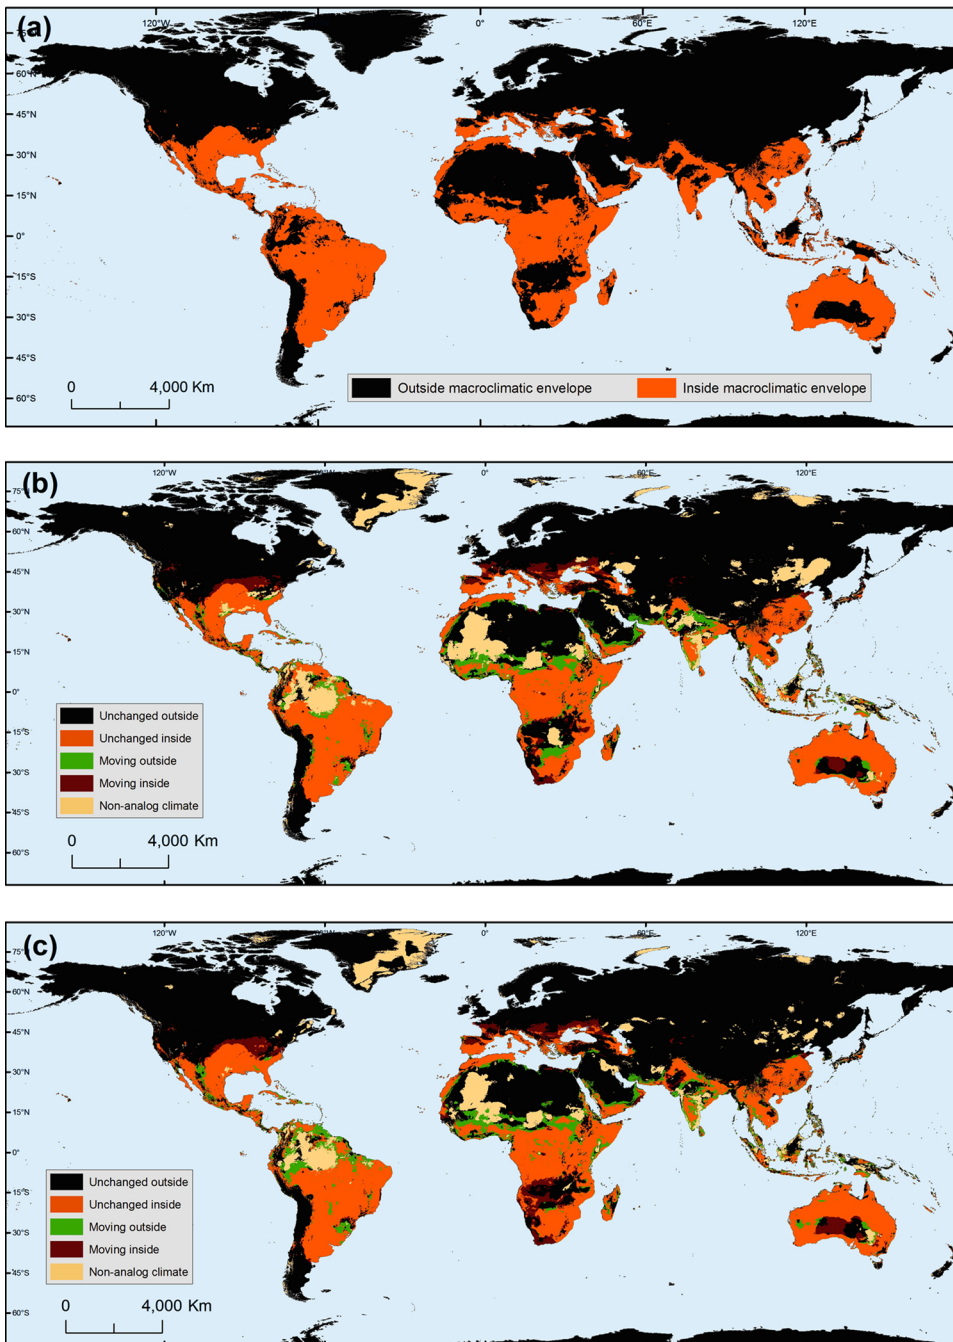 (a)
120°W 0° 60°E 120°E
75°
60°N
45°N
30°N
15°N
0°
15°S
30°S
45°S
60°S
0 4,000 Km
Outside macroclimatic envelope Inside macroclimatic envelope
(b)
120°W 0° 60°E 120°E
75°
60°N
45°N
30°N
15°N
0°
15°S
30°S
45°S
60°S
Unchanged outside
Unchanged inside
Moving outside
Moving inside
Non-analog climate
0 4,000 Km
(c)
120°W 0° 60°E 120°E
75°
60°N
45°N
30°N
15°N
0°
15°S
30°S
45°S
60°S
Unchanged outside
Unchanged inside
Moving outside
Moving inside
Non-analog climate
0 4,000 Km